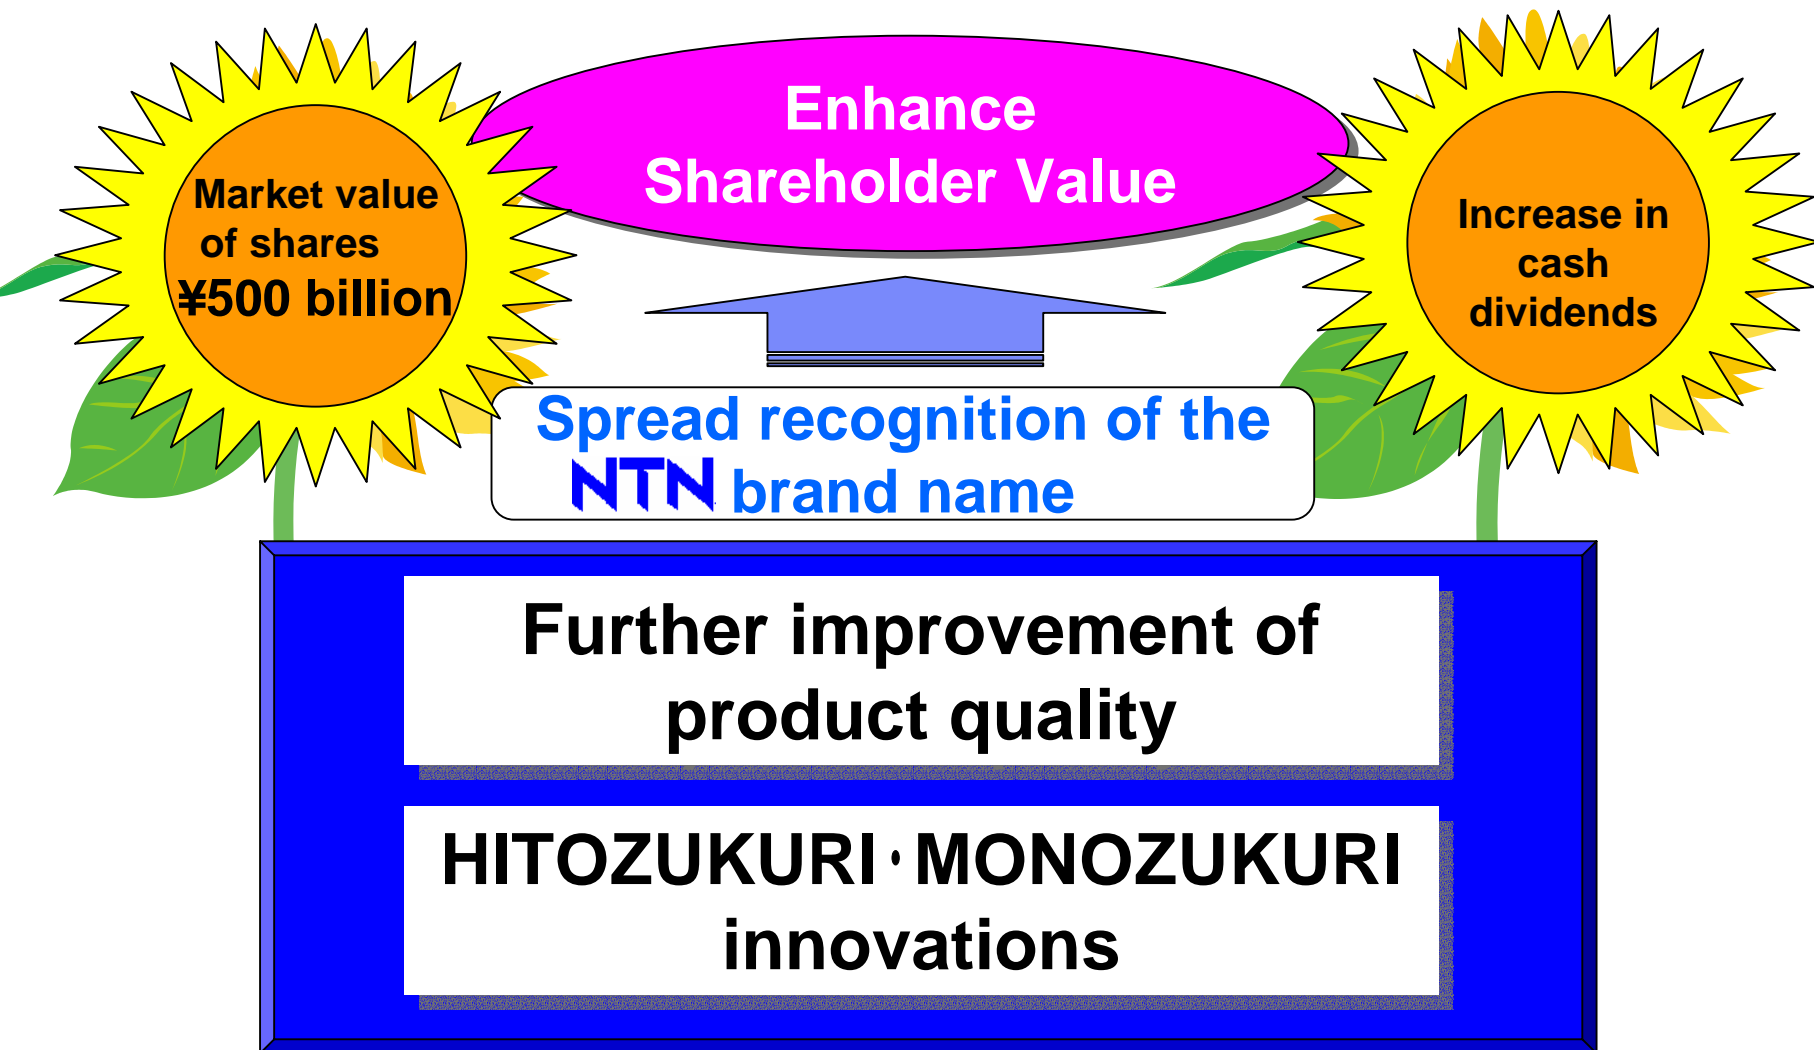 Enhance
Shareholder Value
Market value
of shares
¥500 billion
Increase in
cash
dividends
Spread recognition of the
NTN brand name
Further improvement of
product quality
HITOZUKURI・MONOZUKURI
innovations